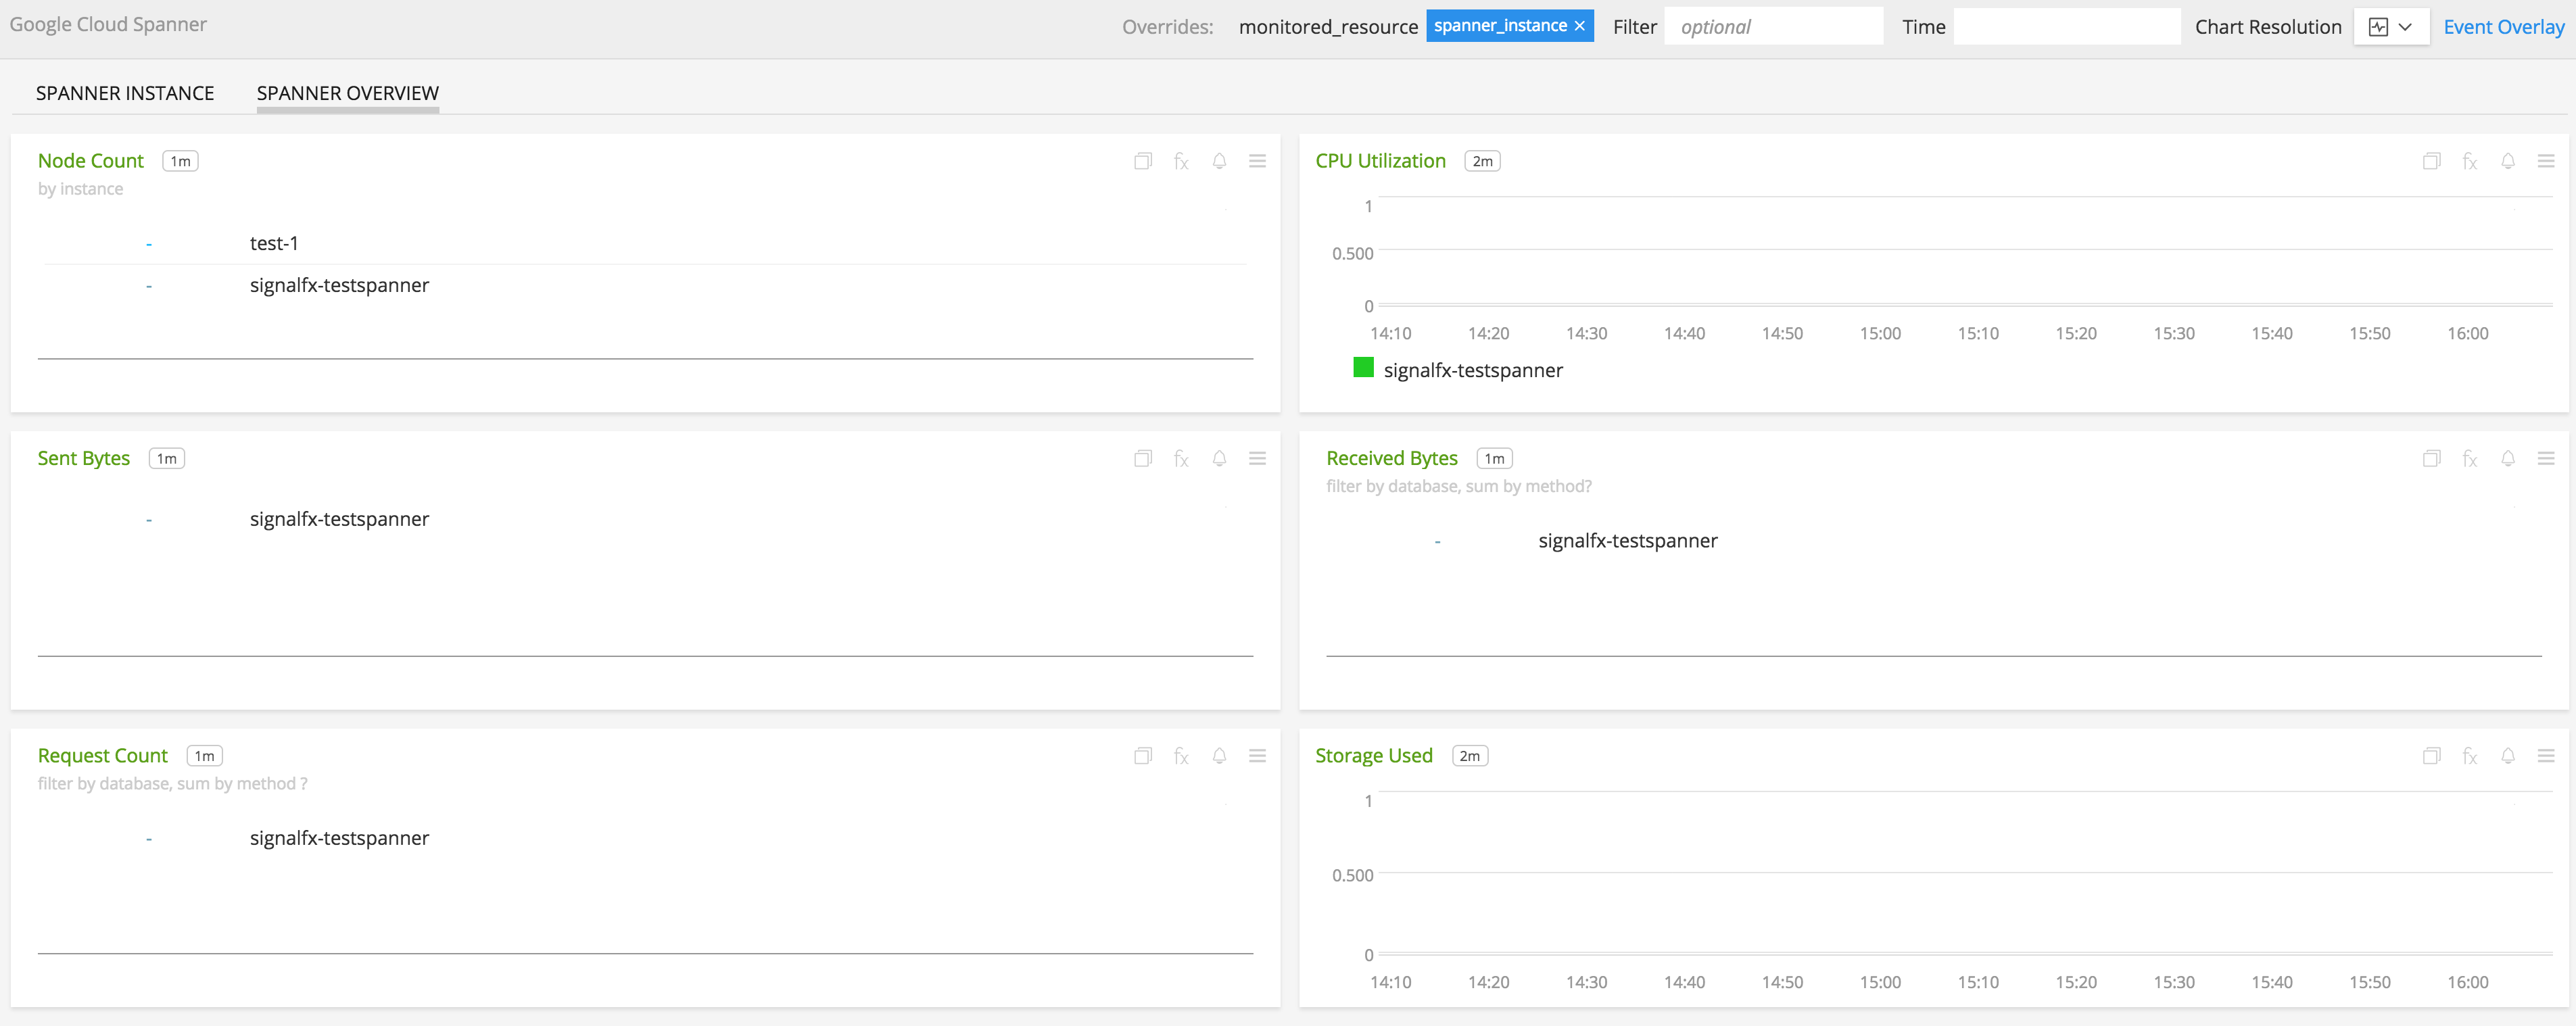 Google Cloud Spanner
Overrides: monitored_resource spanner_instance × Filter optional Time Chart Resolution Event Overlay
SPANNER INSTANCE SPANNER OVERVIEW
Node Count 1m
by instance
- test-1
- signalfx-testspanner
CPU Utilization 2m
1
0.500
0
14:10 14:20 14:30 14:40 14:50 15:00 15:10 15:20 15:30 15:40 15:50 16:00
signalfx-testspanner
Sent Bytes 1m
- signalfx-testspanner
Received Bytes 1m
filter by database, sum by method?
- signalfx-testspanner
Request Count 1m
filter by database, sum by method ?
- signalfx-testspanner
Storage Used 2m
1
0.500
0
14:10 14:20 14:30 14:40 14:50 15:00 15:10 15:20 15:30 15:40 15:50 16:00